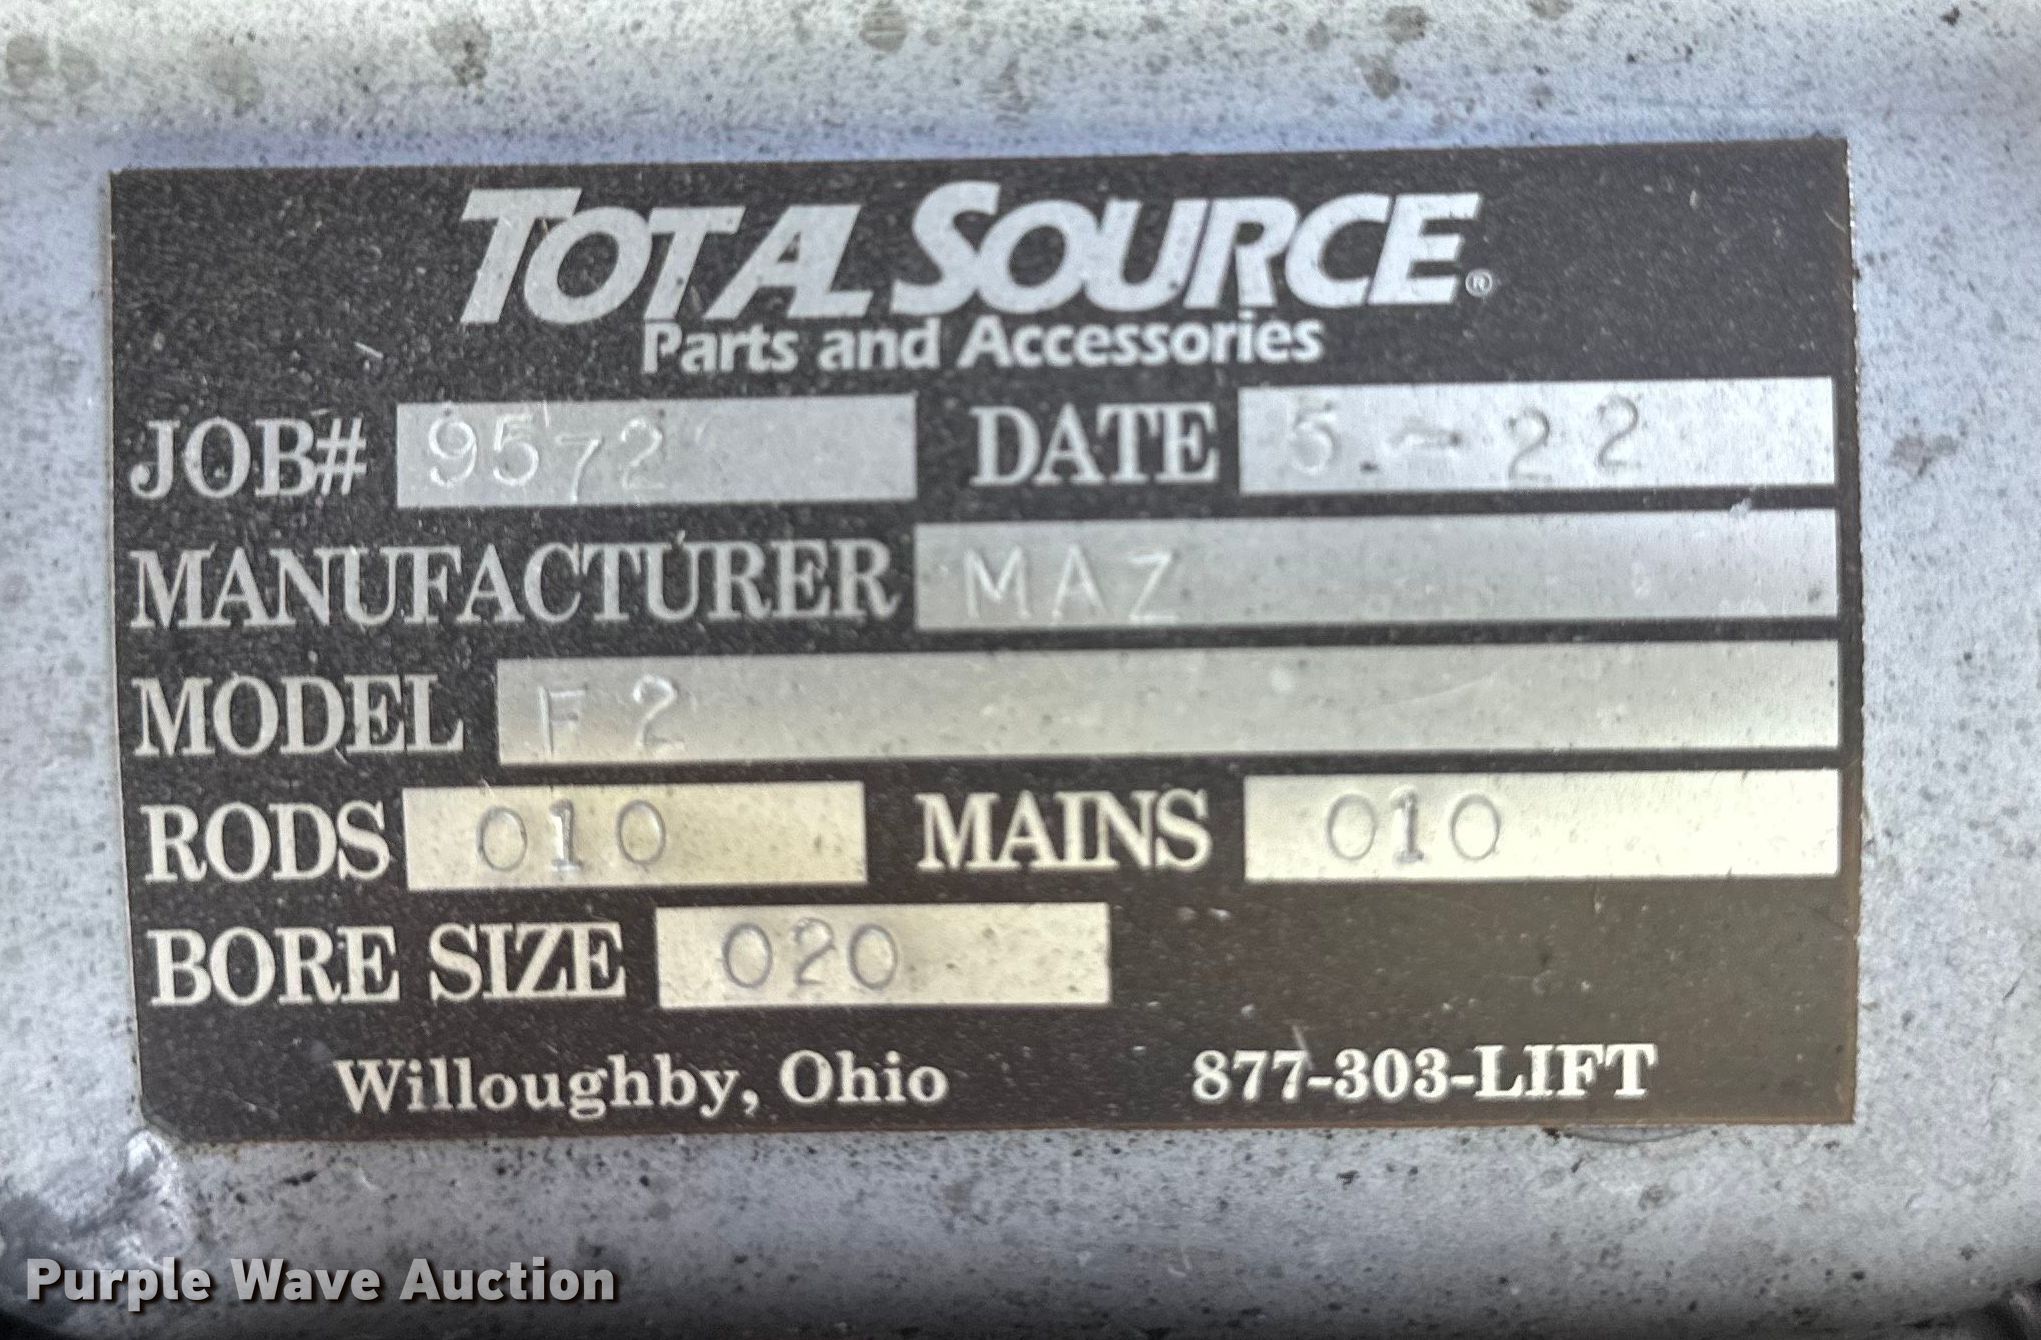 TOTAL SOURCE®
Parts and Accessories
JOB# 9572 DATE 5-22
MANUFACTURER MAZ
MODEL F2
RODS 010 MAINS 010
BORE SIZE 020
Willoughby, Ohio 877-303-LIFT
Purple Wave Auction